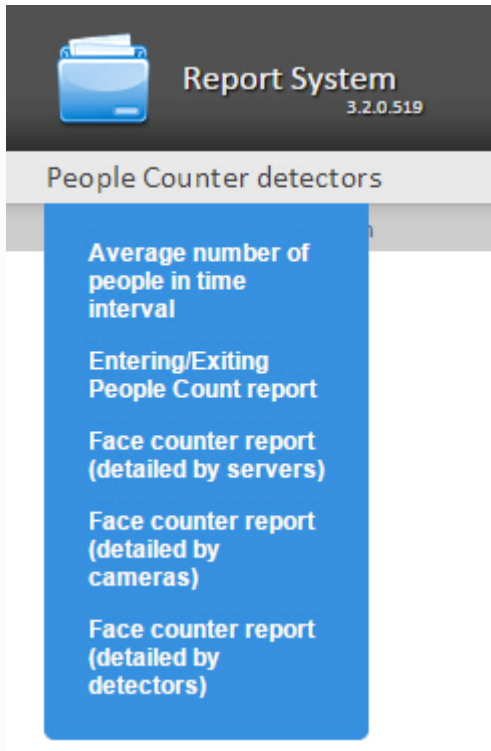 Report System
3.2.0.519
People Counter detectors
Average number of
people in time
interval
Entering/Exiting
People Count report
Face counter report
(detailed by servers)
Face counter report
(detailed by
cameras)
Face counter report
(detailed by
detectors)